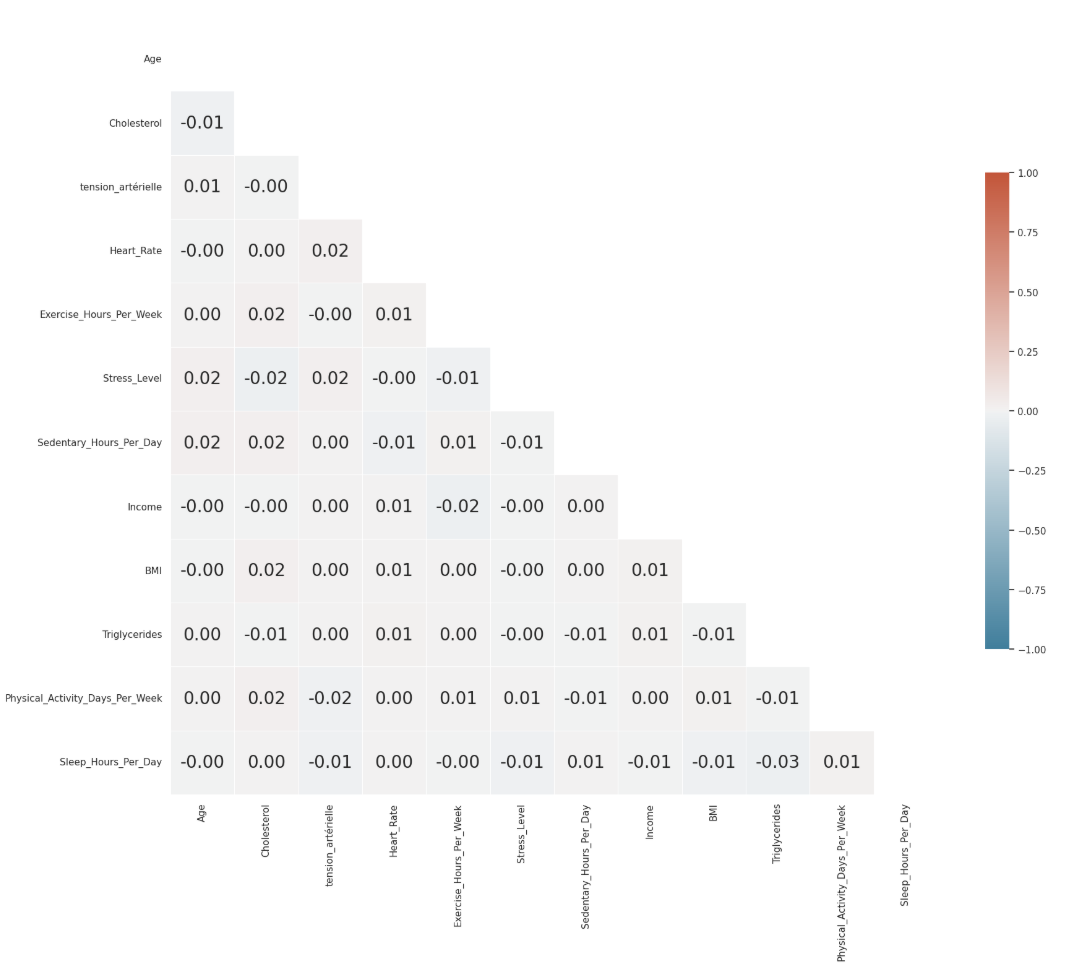 Age
Cholesterol -0.01
tension_artérielle 0.01 -0.00
Heart_Rate -0.00 0.00 0.02
Exercise_Hours_Per_Week 0.00 0.02 -0.00 0.01
Stress_Level 0.02 -0.02 0.02 -0.00 -0.01
Sedentary_Hours_Per_Day 0.02 0.02 0.00 -0.01 0.01 -0.01
Income -0.00 -0.00 0.00 0.01 -0.02 -0.00 0.00
BMI -0.00 0.02 0.00 0.01 0.00 -0.00 0.00 0.01
Triglycerides 0.00 -0.01 0.00 0.01 0.00 -0.00 -0.01 0.01 -0.01
Physical_Activity_Days_Per_Week 0.00 0.02 -0.02 0.00 0.01 0.01 -0.01 0.00 0.01 -0.01
Sleep_Hours_Per_Day -0.00 0.00 -0.01 0.00 -0.00 -0.01 0.01 -0.01 -0.01 -0.03 0.01
Age
Cholesterol
tension_artérielle
Heart_Rate
Exercise_Hours_Per_Week
Stress_Level
Sedentary_Hours_Per_Day
Income
BMI
Triglycerides
Physical_Activity_Days_Per_Week
Sleep_Hours_Per_Day
1.00
0.75
0.50
0.25
0.00
−0.25
−0.50
−0.75
−1.00